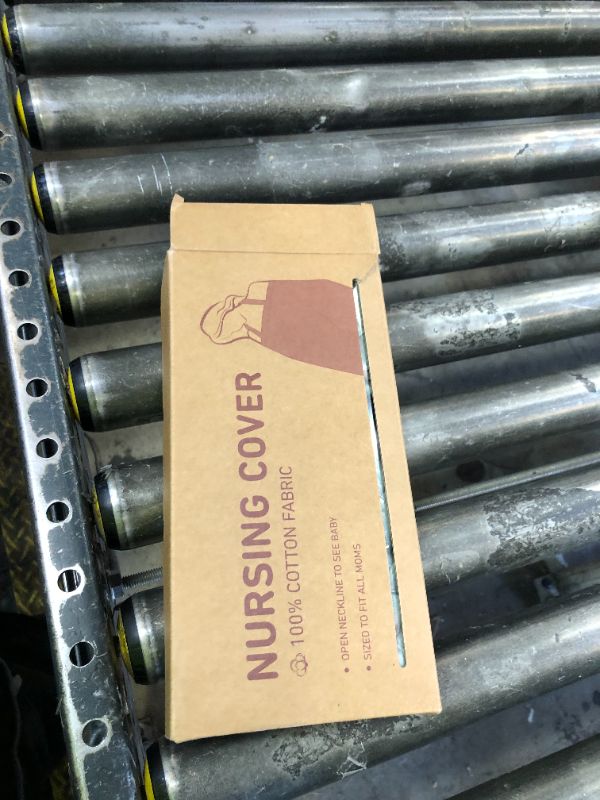 NURSING COVER
100% COTTON FABRIC
• OPEN NECKLINE TO SEE BABY
• SIZED TO FIT ALL MOMS